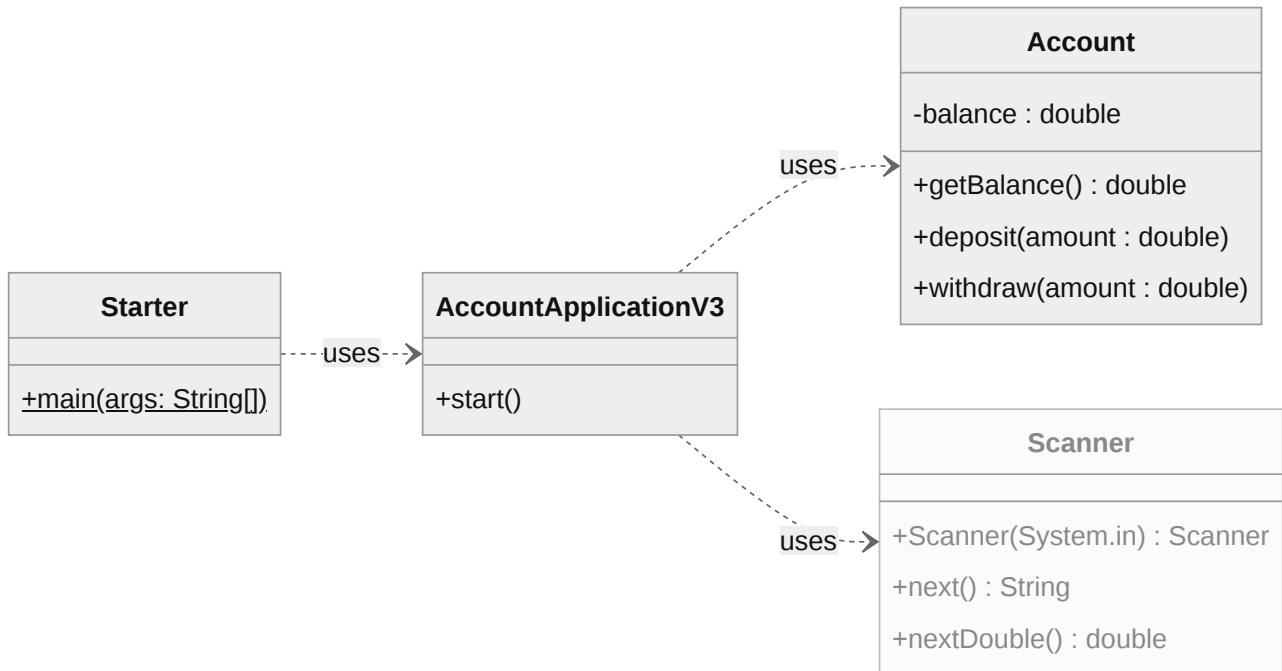 Account
-balance : double
+getBalance() : double
+deposit(amount : double)
+withdraw(amount : double)
uses
Starter
+main(args: String[])
uses
AccountApplicationV3
+start()
uses
Scanner
+Scanner(System.in) : Scanner
+next() : String
+nextDouble() : double